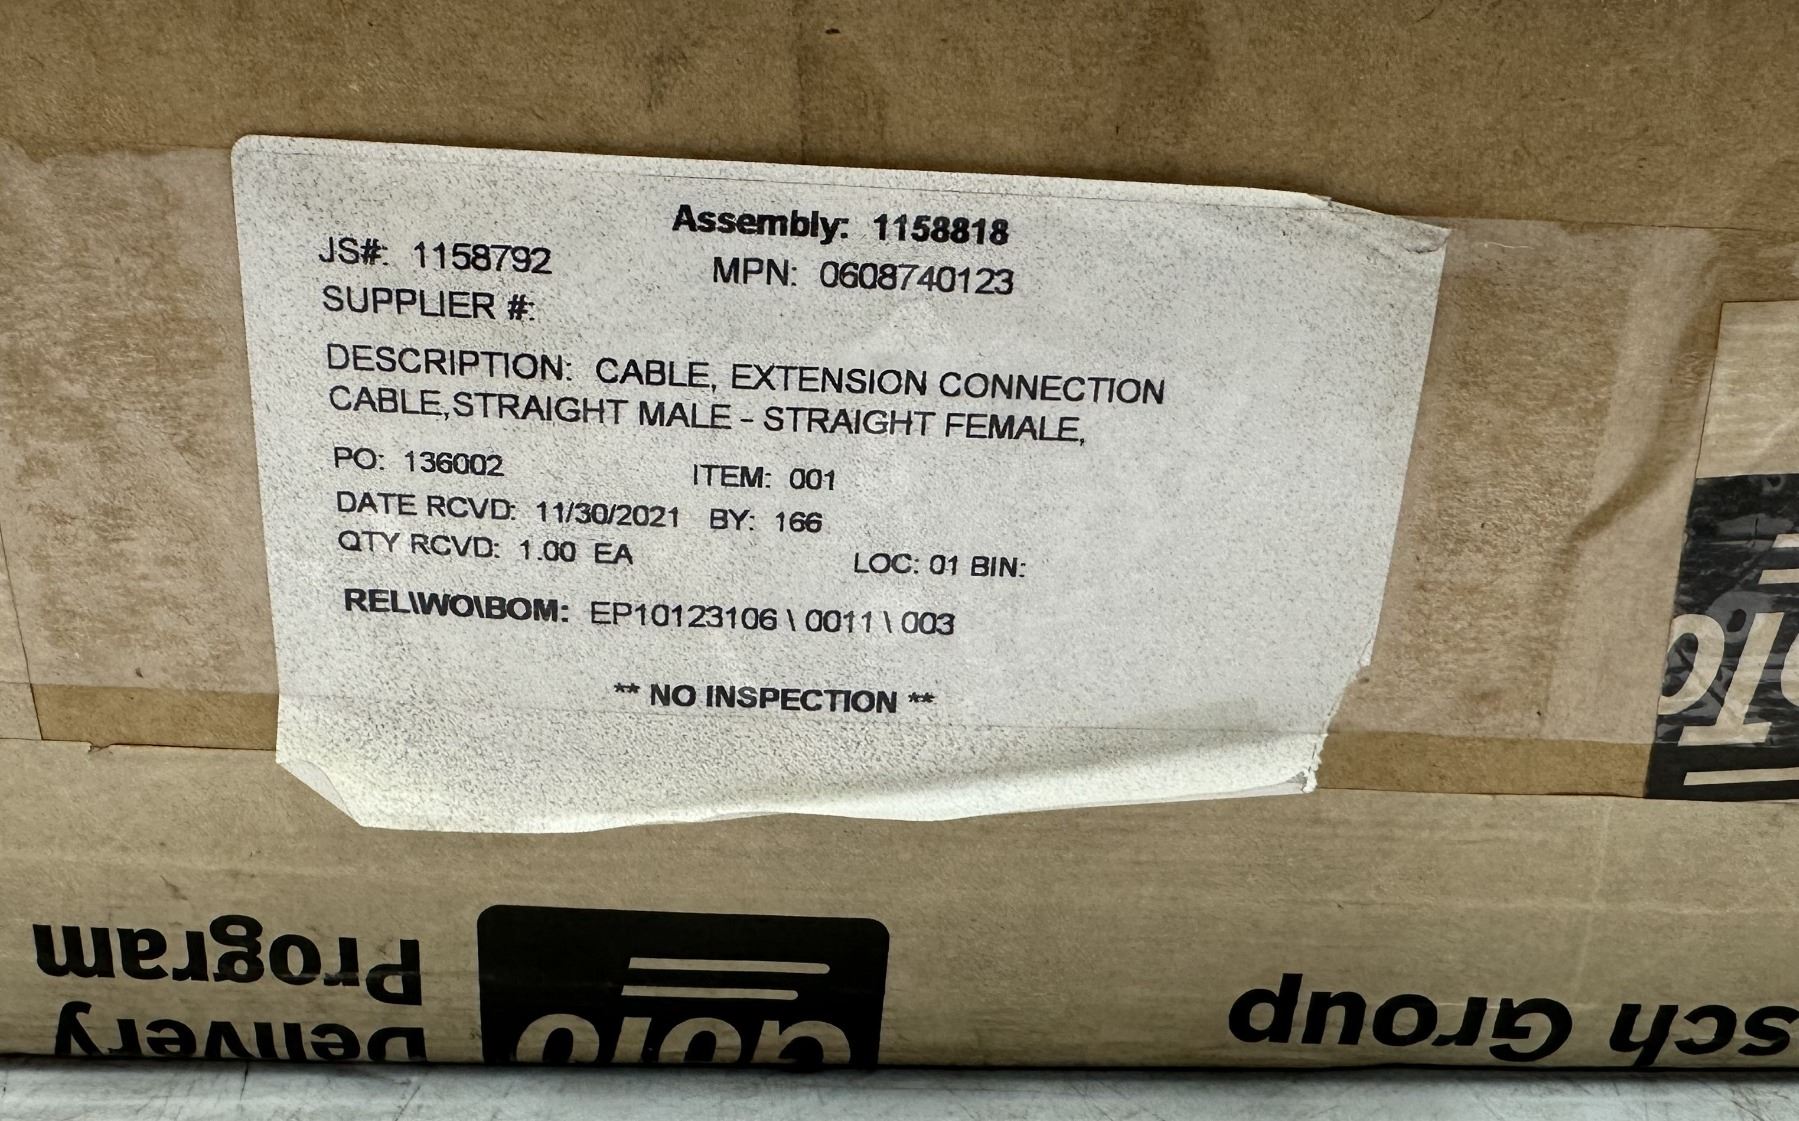 Assembly: 1158818
JS#: 1158792 MPN: 0608740123
SUPPLIER #:
DESCRIPTION: CABLE, EXTENSION CONNECTION
CABLE,STRAIGHT MALE - STRAIGHT FEMALE,
PO: 136002 ITEM: 001
DATE RCVD: 11/30/2021 BY: 166
QTY RCVD: 1.00 EA LOC: 01 BIN:
REL\WO\BOM: EP10123106 \ 0011 \ 003
** NO INSPECTION **
Delivery
Program
sch Group